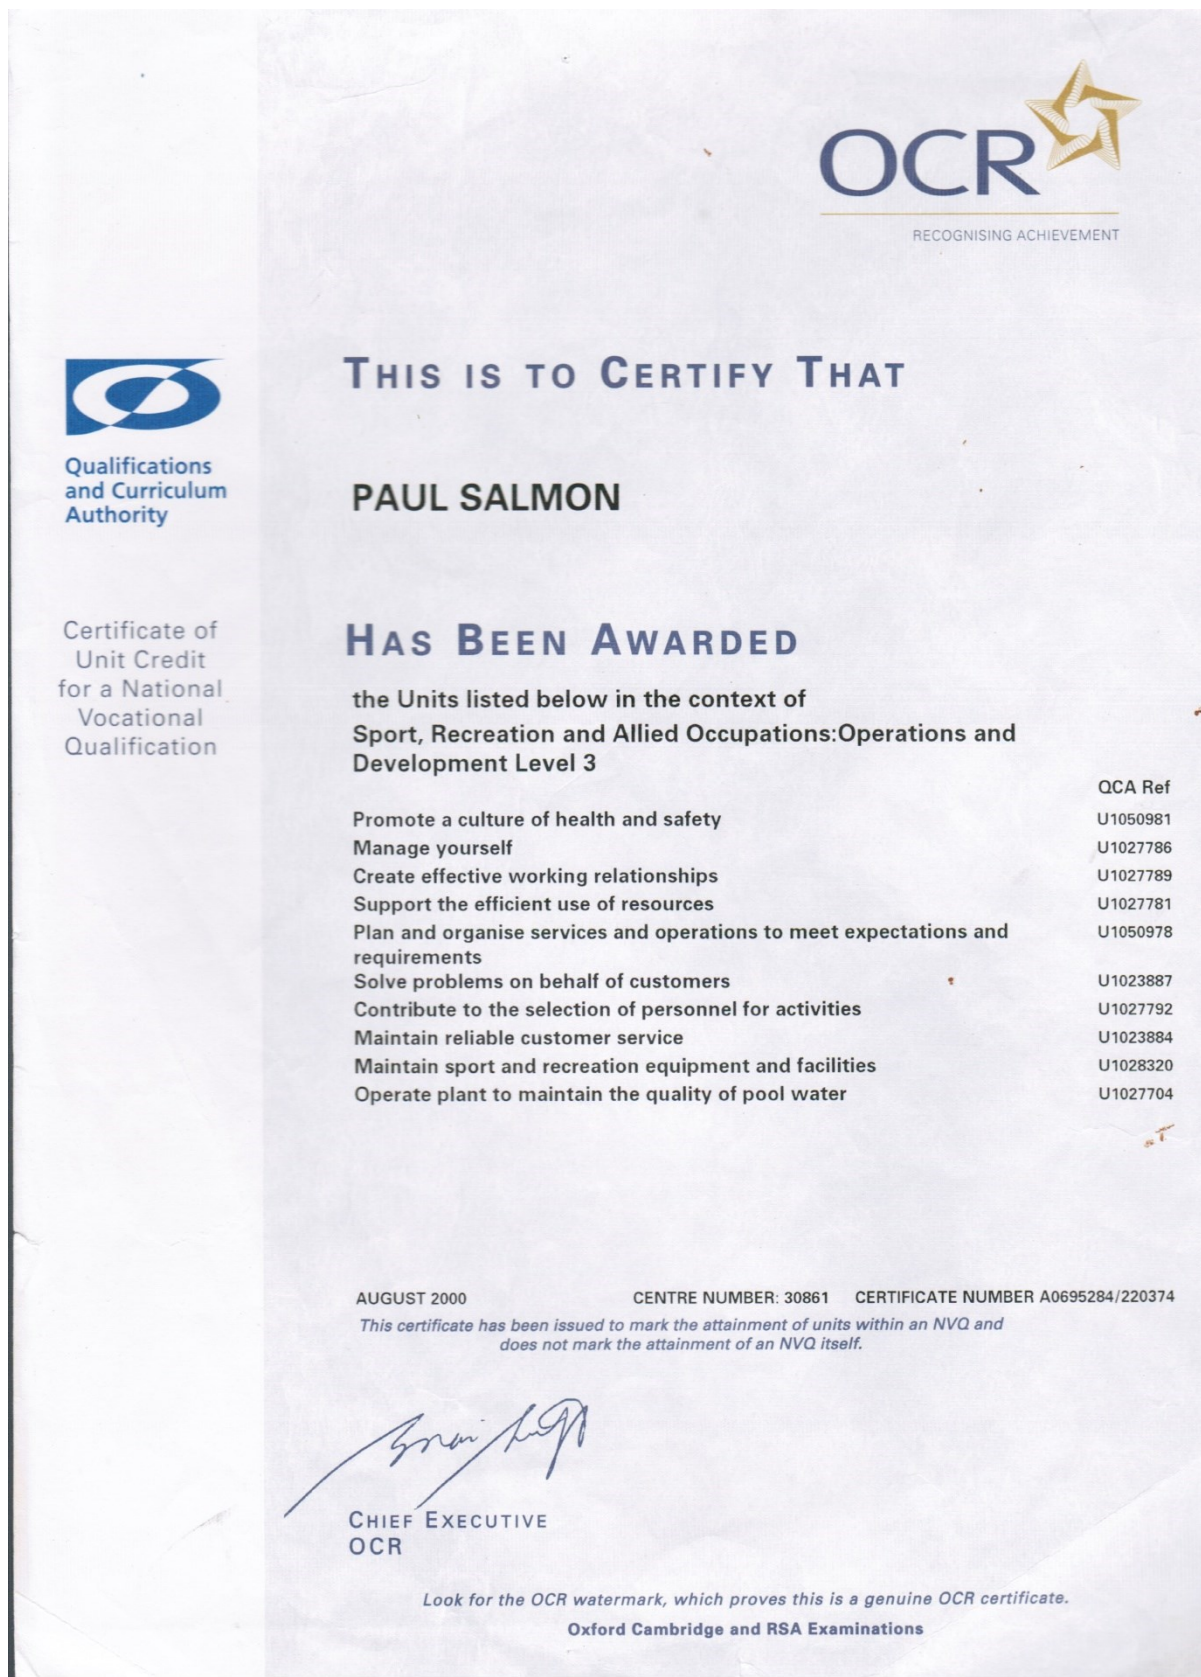 OCR
RECOGNISING ACHIEVEMENT
Qualifications
and Curriculum
Authority
Certificate of
Unit Credit
for a National
Vocational
Qualification
THIS IS TO CERTIFY THAT
PAUL SALMON
HAS BEEN AWARDED
the Units listed below in the context of
Sport, Recreation and Allied Occupations:Operations and
Development Level 3
QCA Ref
Promote a culture of health and safety U1050981
Manage yourself U1027786
Create effective working relationships U1027789
Support the efficient use of resources U1027781
Plan and organise services and operations to meet expectations and U1050978
requirements
Solve problems on behalf of customers U1023887
Contribute to the selection of personnel for activities U1027792
Maintain reliable customer service U1023884
Maintain sport and recreation equipment and facilities U1028320
Operate plant to maintain the quality of pool water U1027704
AUGUST 2000 CENTRE NUMBER: 30861 CERTIFICATE NUMBER A0695284/220374
This certificate has been issued to mark the attainment of units within an NVQ and
does not mark the attainment of an NVQ itself.
CHIEF EXECUTIVE
OCR
Look for the OCR watermark, which proves this is a genuine OCR certificate.
Oxford Cambridge and RSA Examinations